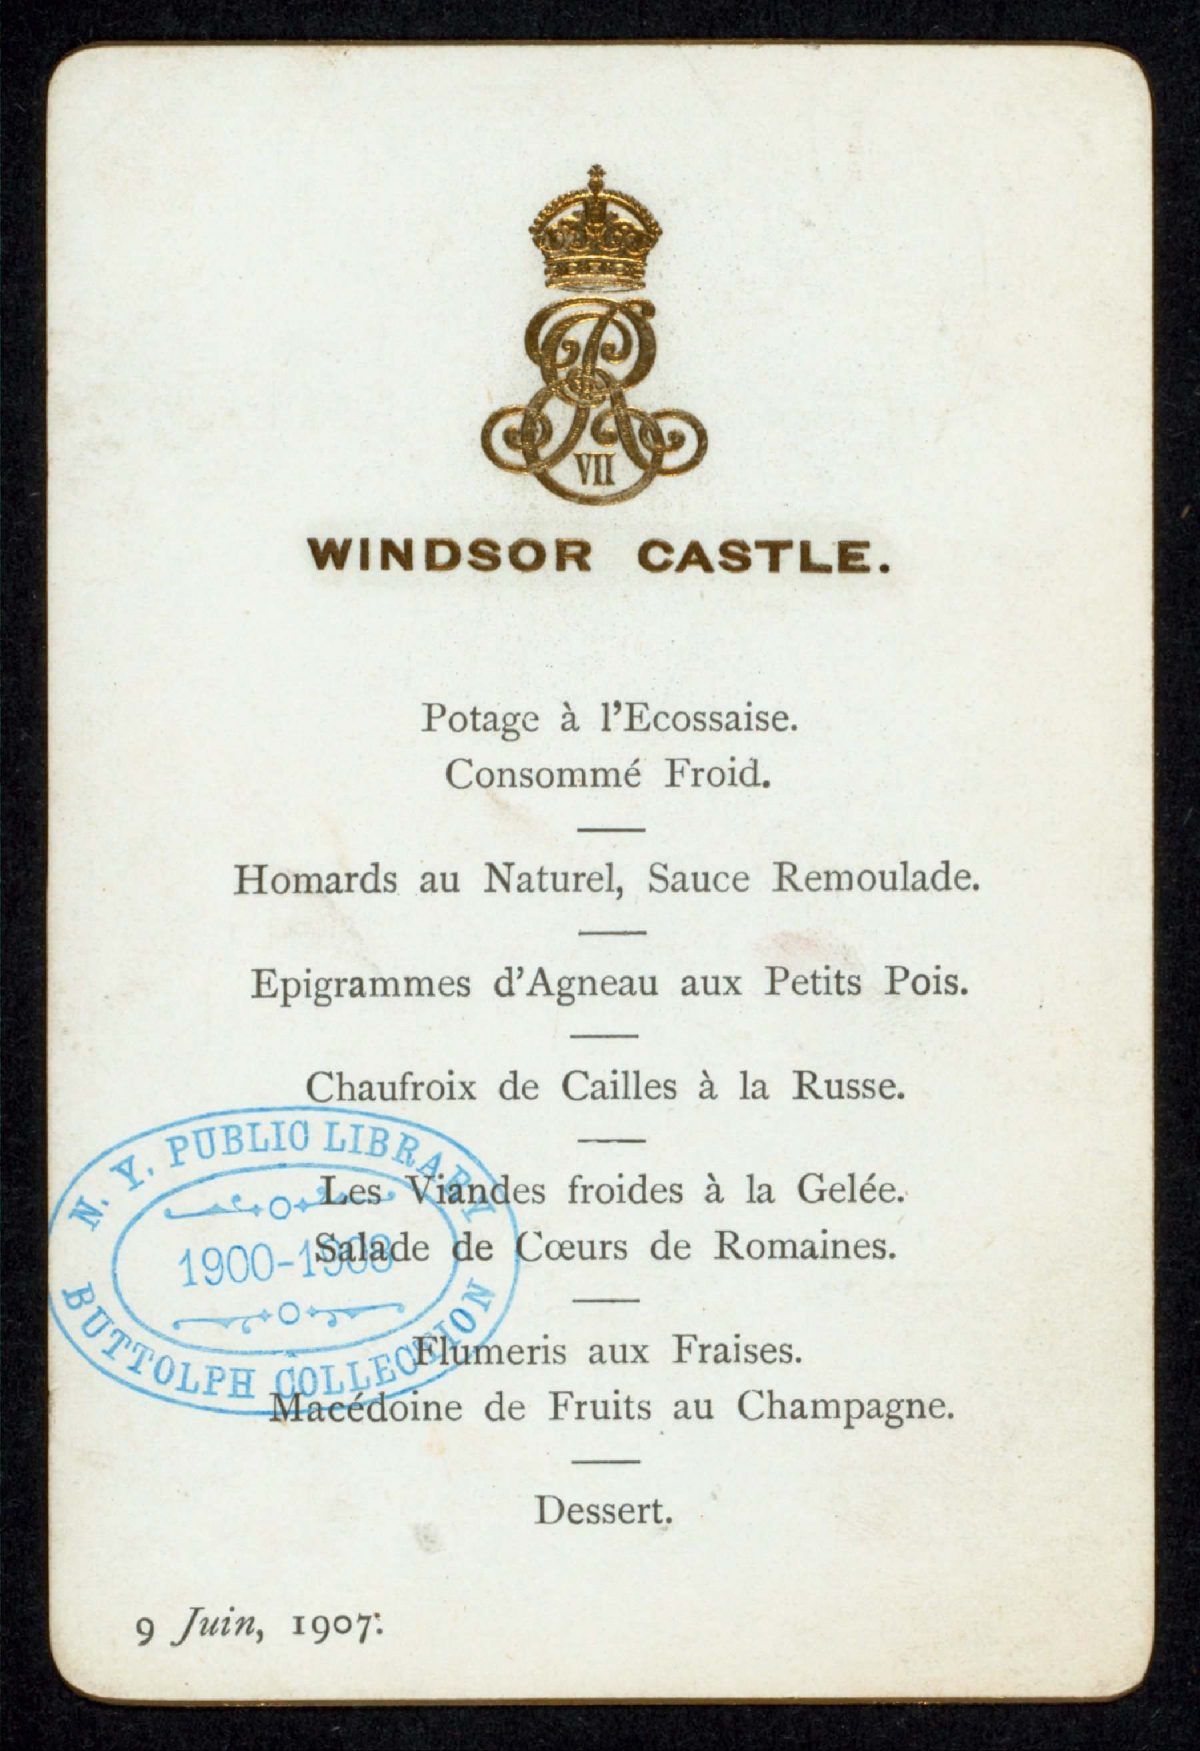 VII
WINDSOR CASTLE.
Potage à l'Ecossaise.
Consommé Froid.
Homards au Naturel, Sauce Remoulade.
Epigrammes d'Agneau aux Petits Pois.
Chaufroix de Cailles à la Russe.
Les Viandes froides à la Gelée.
Salade de Cœurs de Romaines.
Flumeris aux Fraises.
Macédoine de Fruits au Champagne.
Dessert.
9 Juin, 1907.
N. Y. PUBLIC LIBRARY
BUTTOLPH COLLECTION